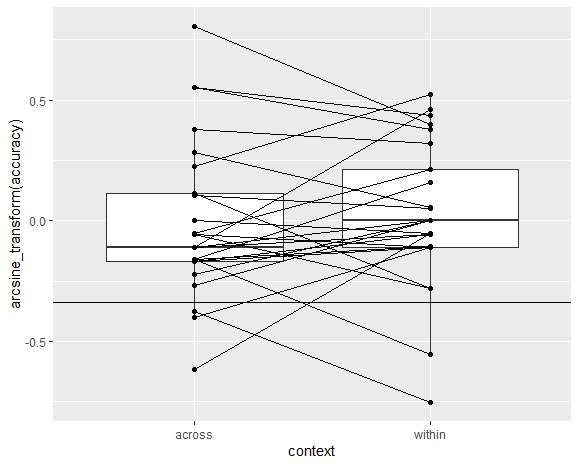 arcsine_transform(accuracy)
0.5
0.0
-0.5
across
within
context